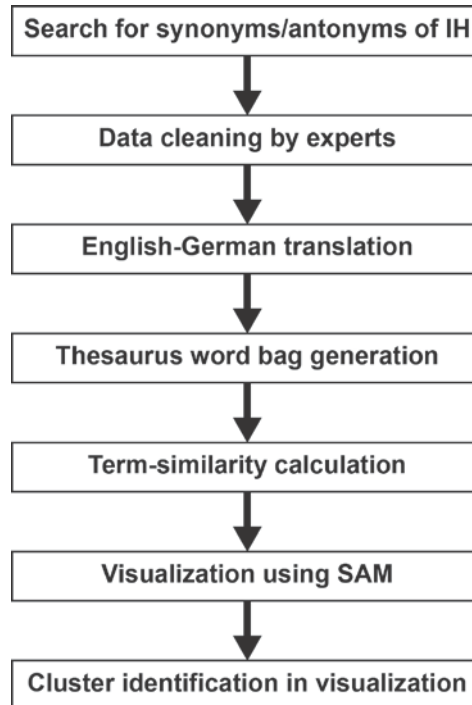 Search for synonyms/antonyms of IH
Data cleaning by experts
English-German translation
Thesaurus word bag generation
Term-similarity calculation
Visualization using SAM
Cluster identification in visualization